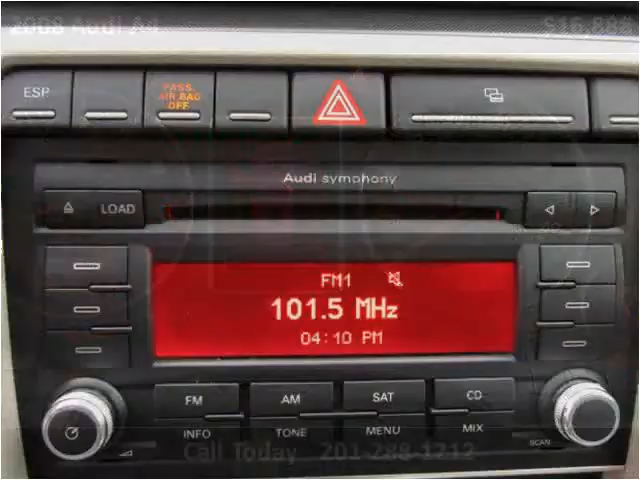 2008 Audi A4 $15,888
ESP
PASS.
AIR BAG
OFF
Audi symphony
LOAD
FM1
101.5 MHz
04:10 PM
FM AM SAT CD
INFO TONE MENU MIX
SCAN
Call Today 201-288-1212